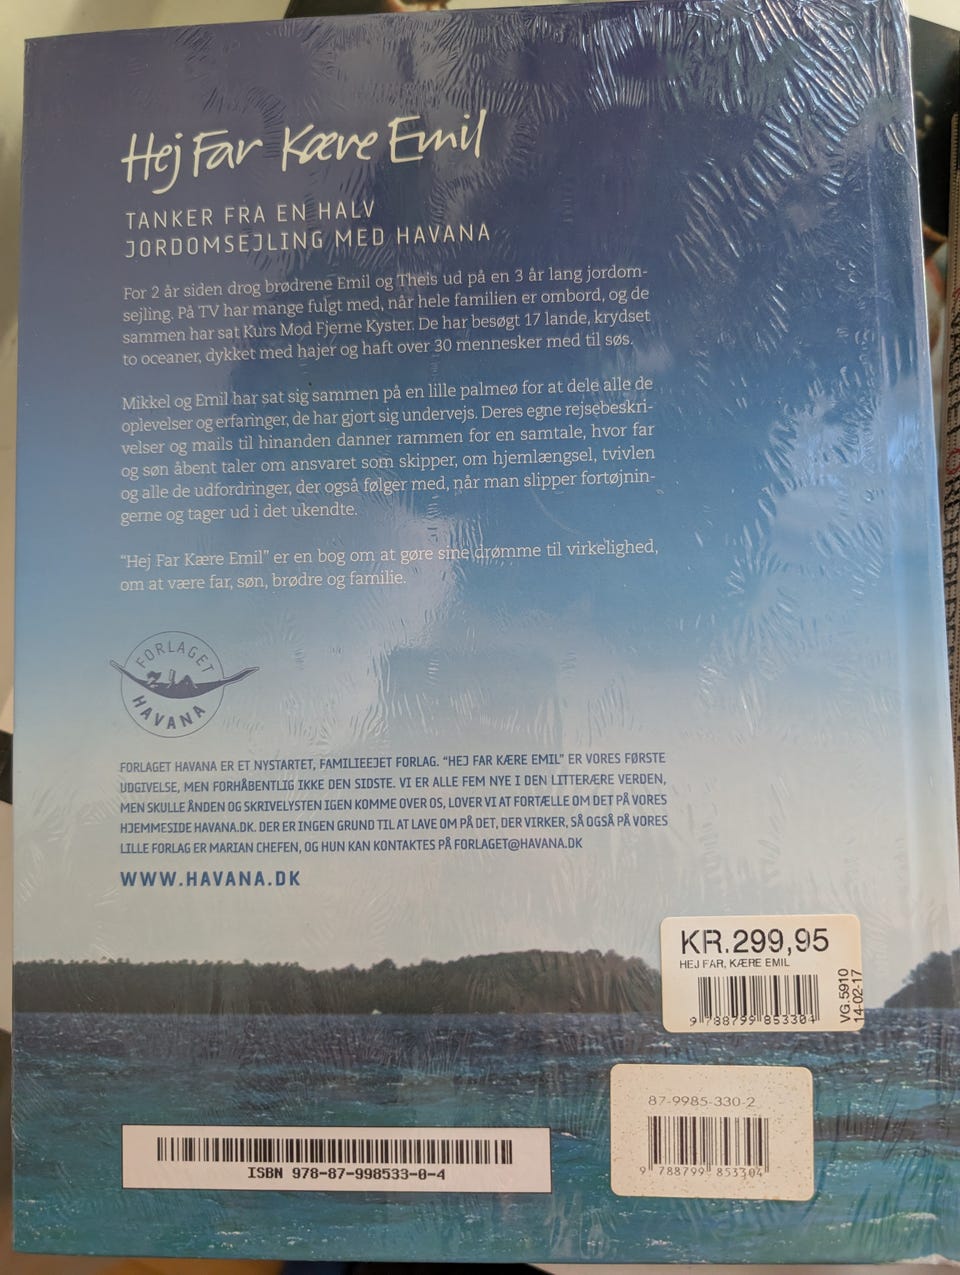 Hej Far Kære Emil
TANKER FRA EN HALV
JORDOMSEJLING MED HAVANA
For 2 år siden drog brødrene Emil og Theis ud på en 3 år lang jordom-
sejling. På TV har mange fulgt med, når hele familien er ombord, og de
sammen har sat Kurs Mod Fjerne Kyster. De har besøgt 17 lande, krydset
to oceaner, dykket med hajer og haft over 30 mennesker med til søs.
Mikkel og Emil har sat sig sammen på en lille palmeø for at dele alle de
oplevelser og erfaringer, de har gjort sig undervejs. Deres egne rejsebeskri-
velser og mails til hinanden danner rammen for en samtale, hvor far
og søn åbent taler om ansvaret som skipper, om hjemlængsel, tvivlen
og alle de udfordringer, der også følger med, når man slipper fortøjnin-
gerne og tager ud i det ukendte.
"Hej Far Kære Emil" er en bog om at gøre sine drømme til virkelighed,
om at være far, søn, brødre og familie.
FORLAGET
HAVANA
FORLAGET HAVANA ER ET NYSTARTET, FAMILIEEJET FORLAG. "HEJ FAR KÆRE EMIL" ER VORES FØRSTE
UDGIVELSE, MEN FORHÅBENTLIG IKKE DEN SIDSTE. VI ER ALLE FEM NYE I DEN LITTERÆRE VERDEN,
MEN SKULLE ÅNDEN OG SKRIVELYSTEN IGEN KOMME OVER OS, LOVER VI AT FORTÆLLE OM DET PÅ VORES
HJEMMESIDE HAVANA.DK. DER ER INGEN GRUND TIL AT LAVE OM PÅ DET, DER VIRKER, SÅ OGSÅ PÅ VORES
LILLE FORLAG ER MARIAN CHEFEN, OG HUN KAN KONTAKTES PÅ FORLAGET@HAVANA.DK
WWW.HAVANA.DK
KR.299,95
HEJ FAR, KÆRE EMIL
9 788799 853304
VG.5910
14-02-17
87-9985-330-2
9 788799 853304
ISBN 978-87-998533-0-4